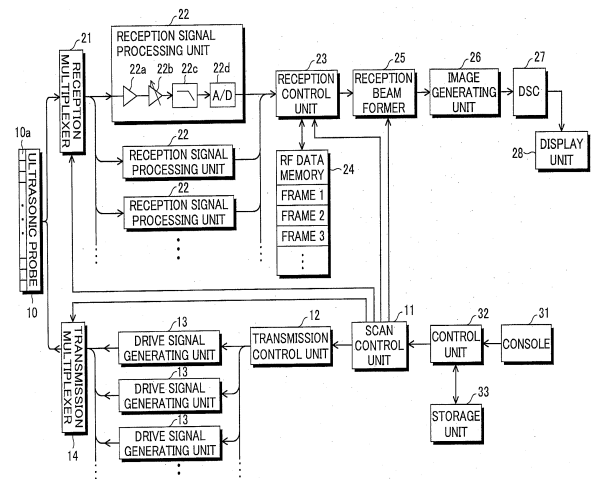 22
21
RECEPTION SIGNAL
PROCESSING UNIT
22a 22b 22c 22d
A/D
RECEPTION
MULTIPLEXER
23
RECEPTION
CONTROL
UNIT
25
RECEPTION
BEAM
FORMER
26
IMAGE
GENERATING
UNIT
27
DSC
28
DISPLAY
UNIT
10a
ULTRASONIC PROBE
10
22
RECEPTION SIGNAL
PROCESSING UNIT
22
RECEPTION SIGNAL
PROCESSING UNIT
24
RF DATA
MEMORY
FRAME 1
FRAME 2
FRAME 3
TRANSMISSION
MULTIPLEXER
14
13
DRIVE SIGNAL
GENERATING UNIT
13
DRIVE SIGNAL
GENERATING UNIT
13
DRIVE SIGNAL
GENERATING UNIT
12
TRANSMISSION
CONTROL UNIT
11
SCAN
CONTROL
UNIT
32
CONTROL
UNIT
31
CONSOLE
33
STORAGE
UNIT